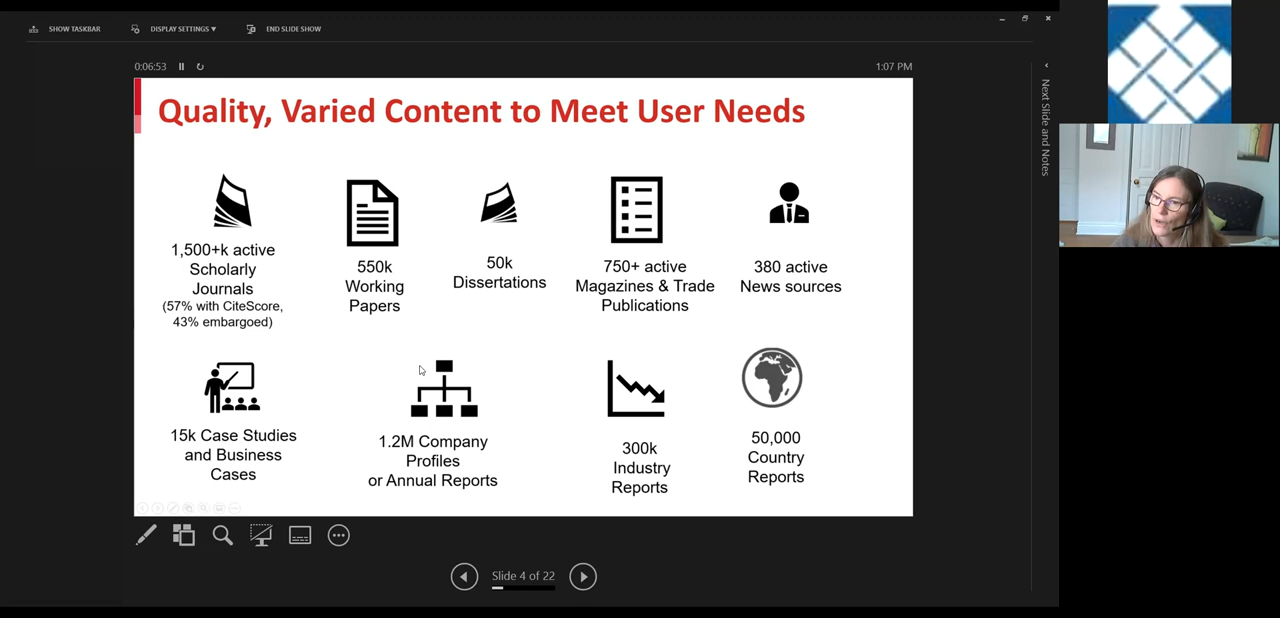 SHOW TASKBAR
DISPLAY SETTINGS ▾
END SLIDE SHOW
0:06:53
1:07 PM
Next Slide and Notes
Quality, Varied Content to Meet User Needs
1,500+k active
Scholarly
Journals
(57% with CiteScore,
43% embargoed)
550k
Working
Papers
50k
Dissertations
750+ active
Magazines & Trade
Publications
380 active
News sources
15k Case Studies
and Business
Cases
1.2M Company
Profiles
or Annual Reports
300k
Industry
Reports
50,000
Country
Reports
Slide 4 of 22